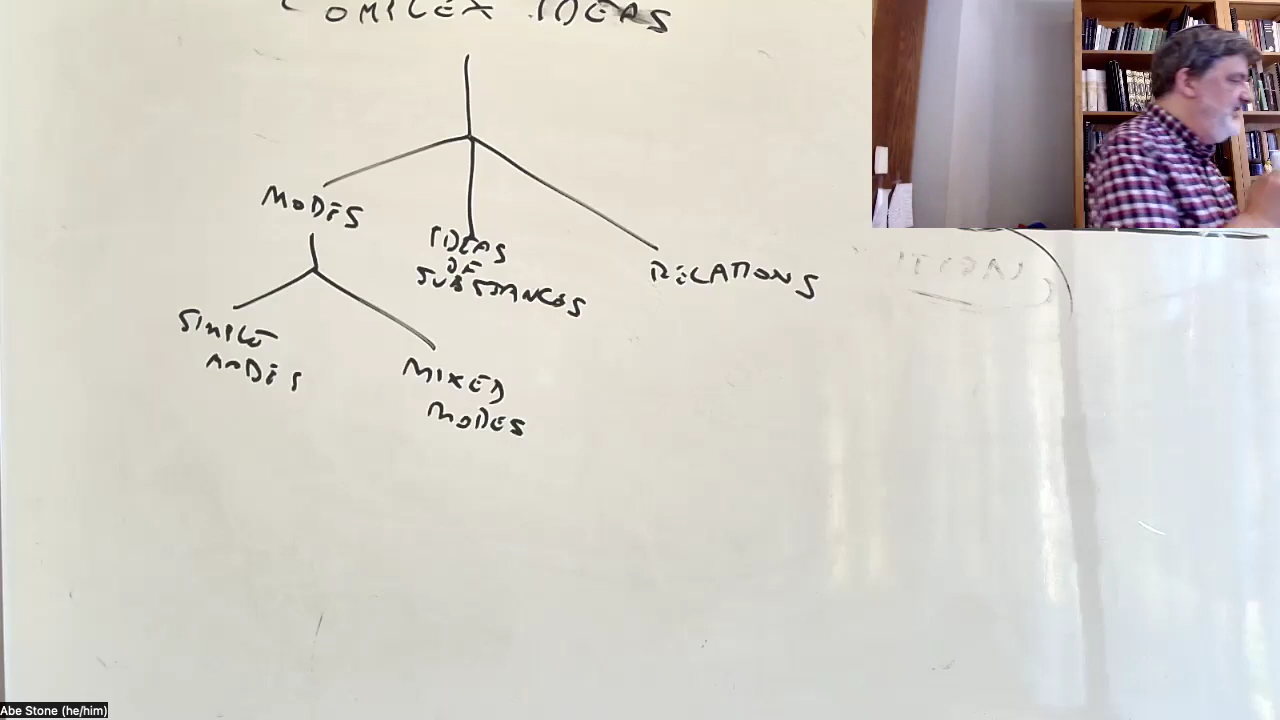 COMPLEX IDEAS
MODES
IDEAS
OF
SUBSTANCES
RELATIONS
SIMPLE
MODES
MIXED
MODES
Abe Stone (he/him)